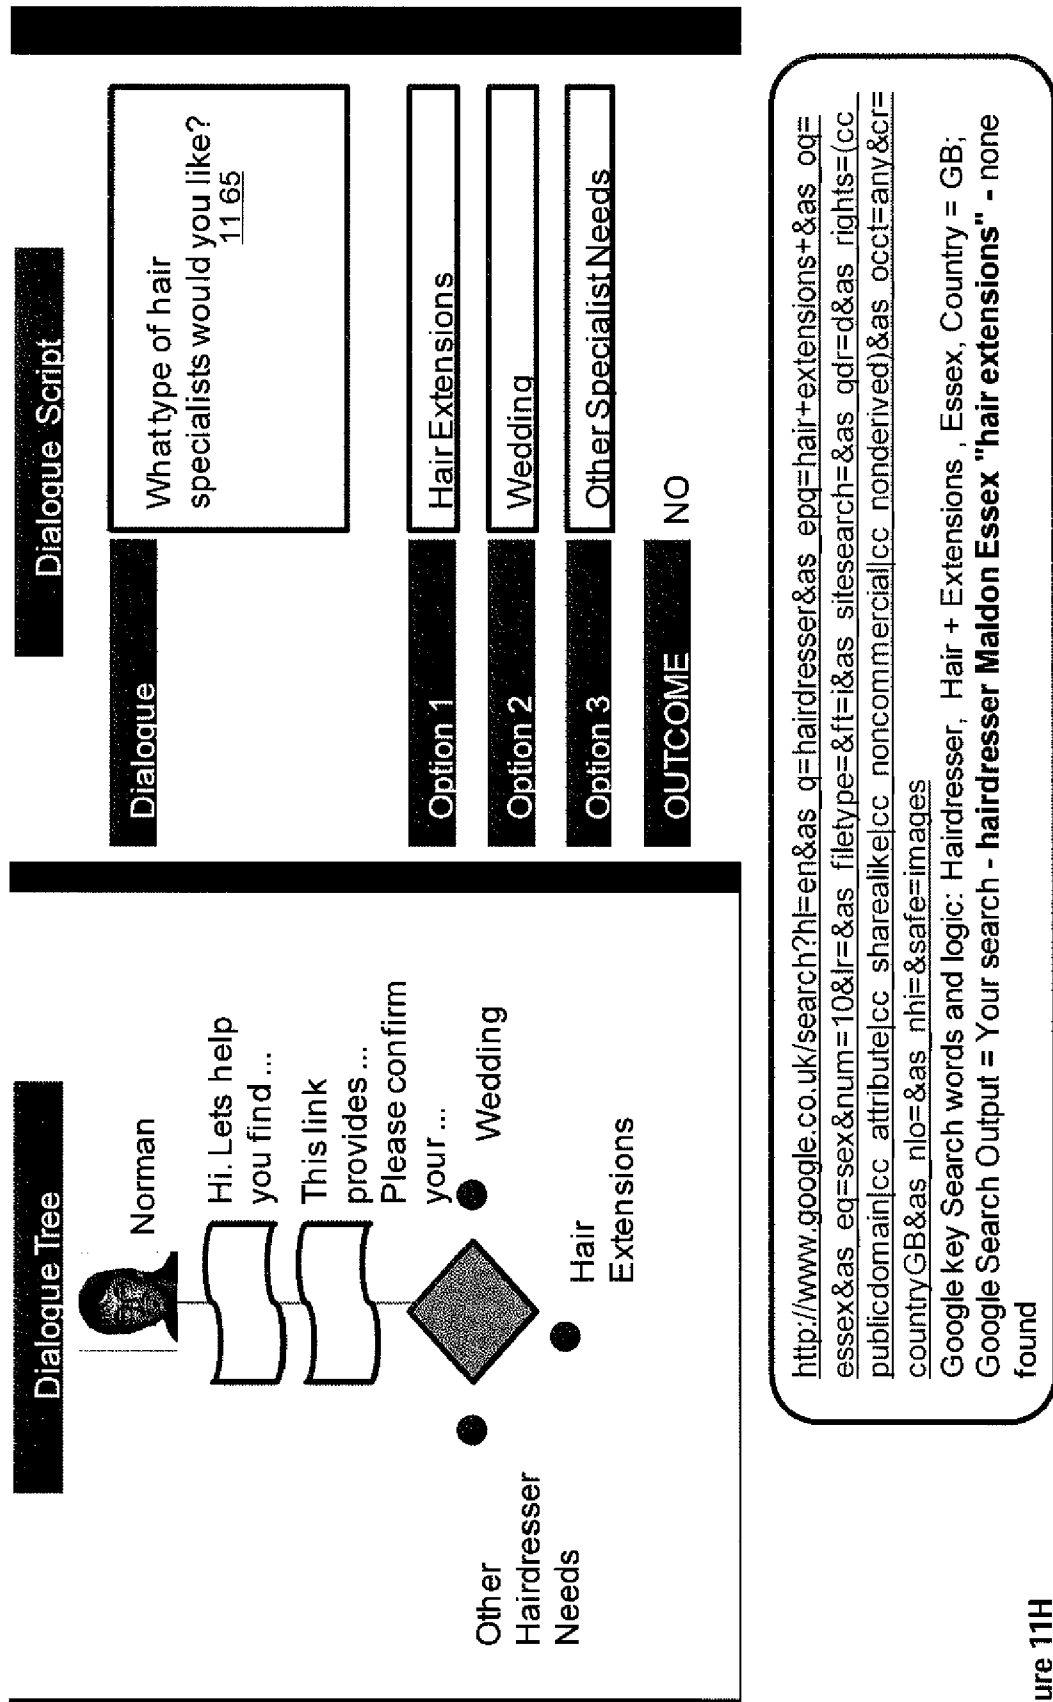 Dialogue Tree
Norman
Hi. Lets help
you find ...
This link
provides ...
Please confirm
your ...
Wedding
Hair
Extensions
Other
Hairdresser
Needs
Dialogue Script
Dialogue
What type of hair
specialists would you like?
11 65
Option 1
Hair Extensions
Option 2
Wedding
Option 3
Other Specialist Needs
OUTCOME
NO
http://www.google.co.uk/search?hl=en&as_q=hairdresser&as_epq=hair+extensions+&as_oq=
essex&as_eq=sex&num=10&lr=&as_filetype=&ft=i&as_sitesearch=&as_qdr=d&as_rights=(cc_
publicdomain|cc_attribute|cc_sharealike|cc_noncommercial|cc_nonderived)&as_occt=any&cr=
countryGB&as_nlo=&as_nhi=&safe=images
Google key Search words and logic: Hairdresser, Hair + Extensions , Essex, Country = GB;
Google Search Output = Your search - hairdresser Maldon Essex "hair extensions" - none
found
ure 11H